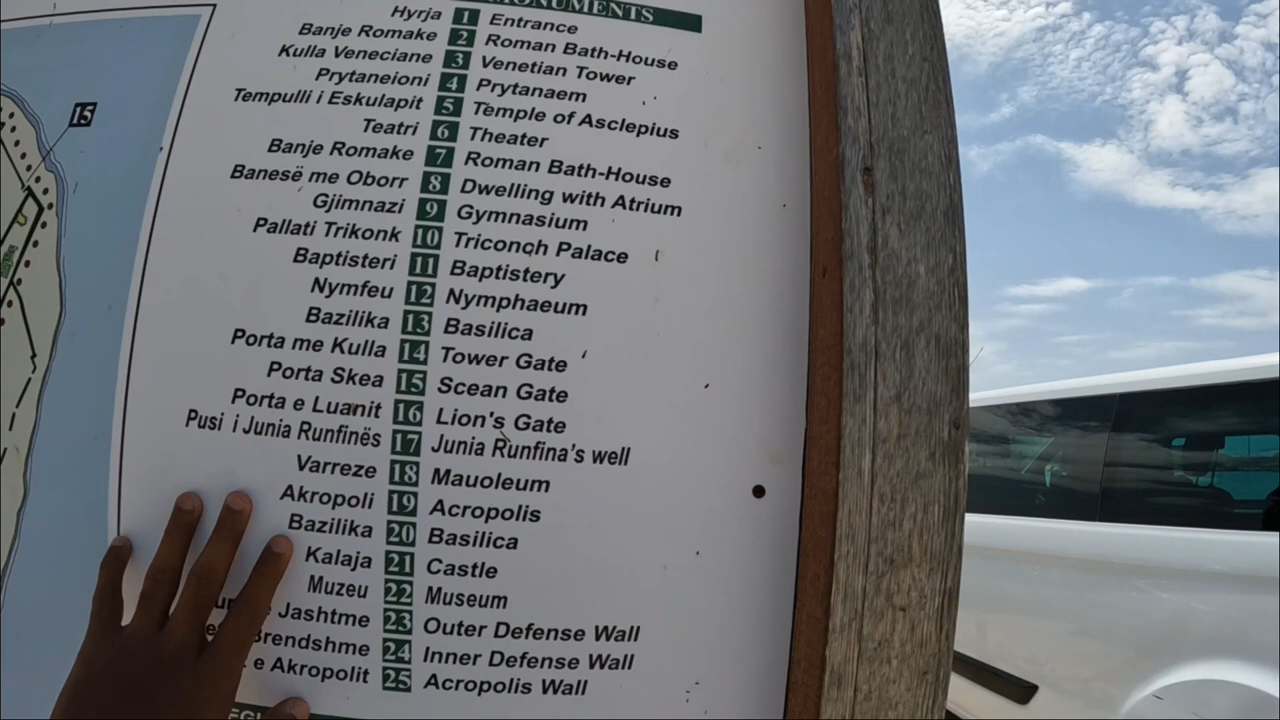 MONUMENTS
Hyrja 1 Entrance
Banje Romake 2 Roman Bath-House
Kulla Veneciane 3 Venetian Tower
Prytaneioni 4 Prytanaem
Tempulli i Eskulapit 5 Temple of Asclepius
Teatri 6 Theater
Banje Romake 7 Roman Bath-House
Banesë me Oborr 8 Dwelling with Atrium
Gjimnazi 9 Gymnasium
Pallati Trikonk 10 Triconch Palace
Baptisteri 11 Baptistery
Nymfeu 12 Nymphaeum
Bazilika 13 Basilica
Porta me Kulla 14 Tower Gate
Porta Skea 15 Scean Gate
Porta e Luanit 16 Lion's Gate
Pusi i Junia Runfinës 17 Junia Runfina's well
Varreze 18 Mauoleum
Akropoli 19 Acropolis
Bazilika 20 Basilica
Kalaja 21 Castle
Muzeu 22 Museum
Jashtme 23 Outer Defense Wall
Brendshme 24 Inner Defense Wall
e Akropolit 25 Acropolis Wall
15